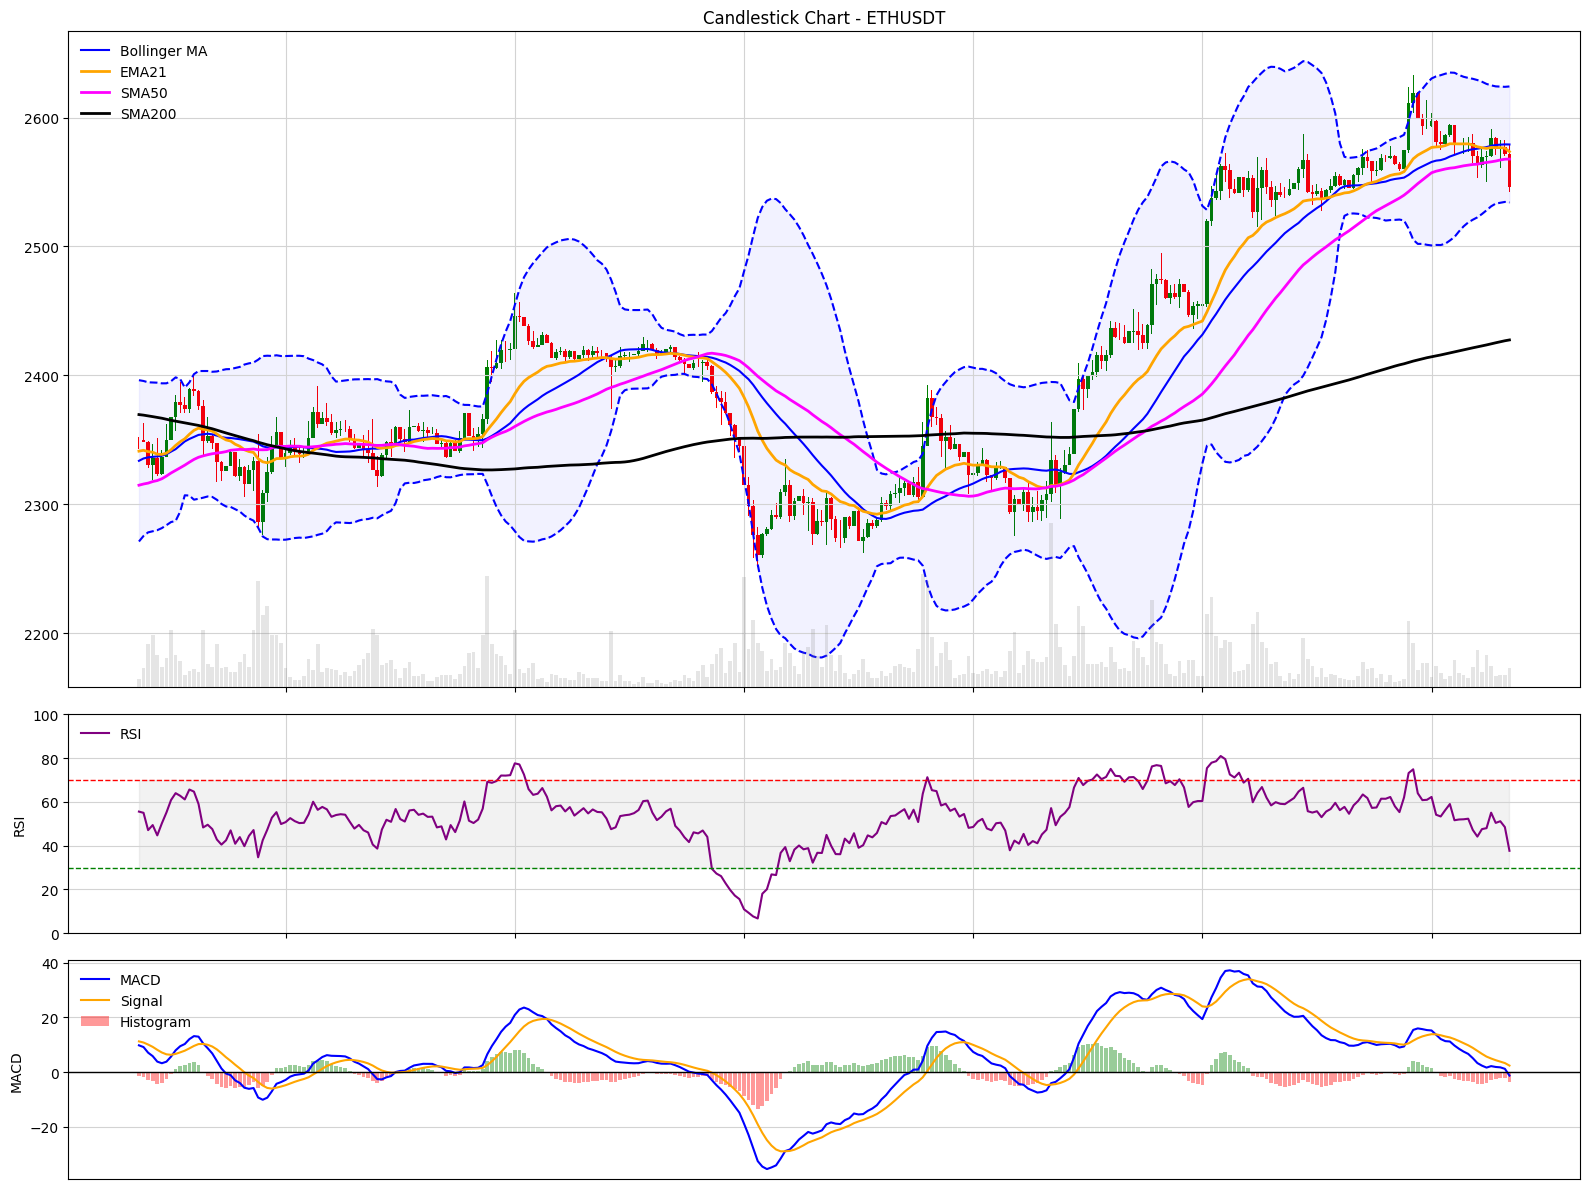 Candlestick Chart - ETHUSDT
Bollinger MA
EMA21
SMA50
SMA200
2600
2500
2400
2300
2200
100
80
60
40
20
0
RSI
RSI
40
20
0
−20
MACD
MACD
Signal
Histogram